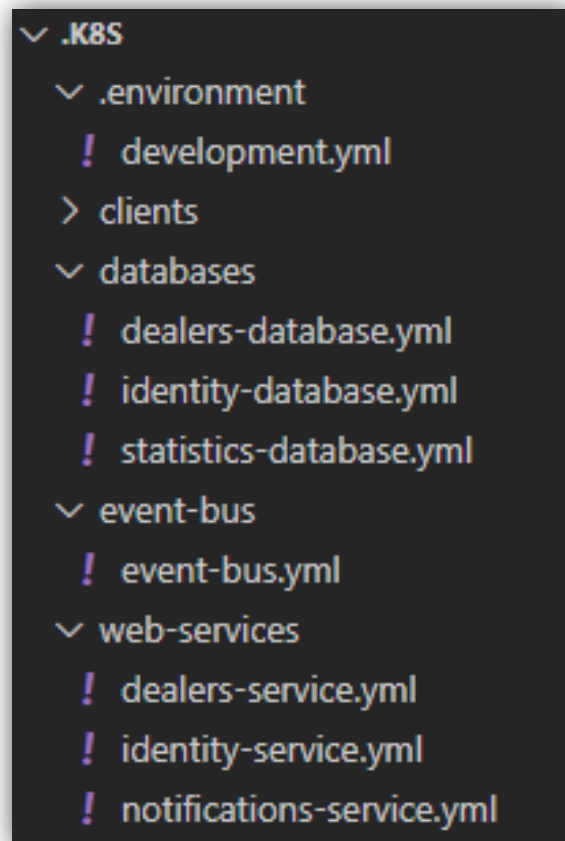 .K8S
.environment
! development.yml
clients
databases
! dealers-database.yml
! identity-database.yml
! statistics-database.yml
event-bus
! event-bus.yml
web-services
! dealers-service.yml
! identity-service.yml
! notifications-service.yml